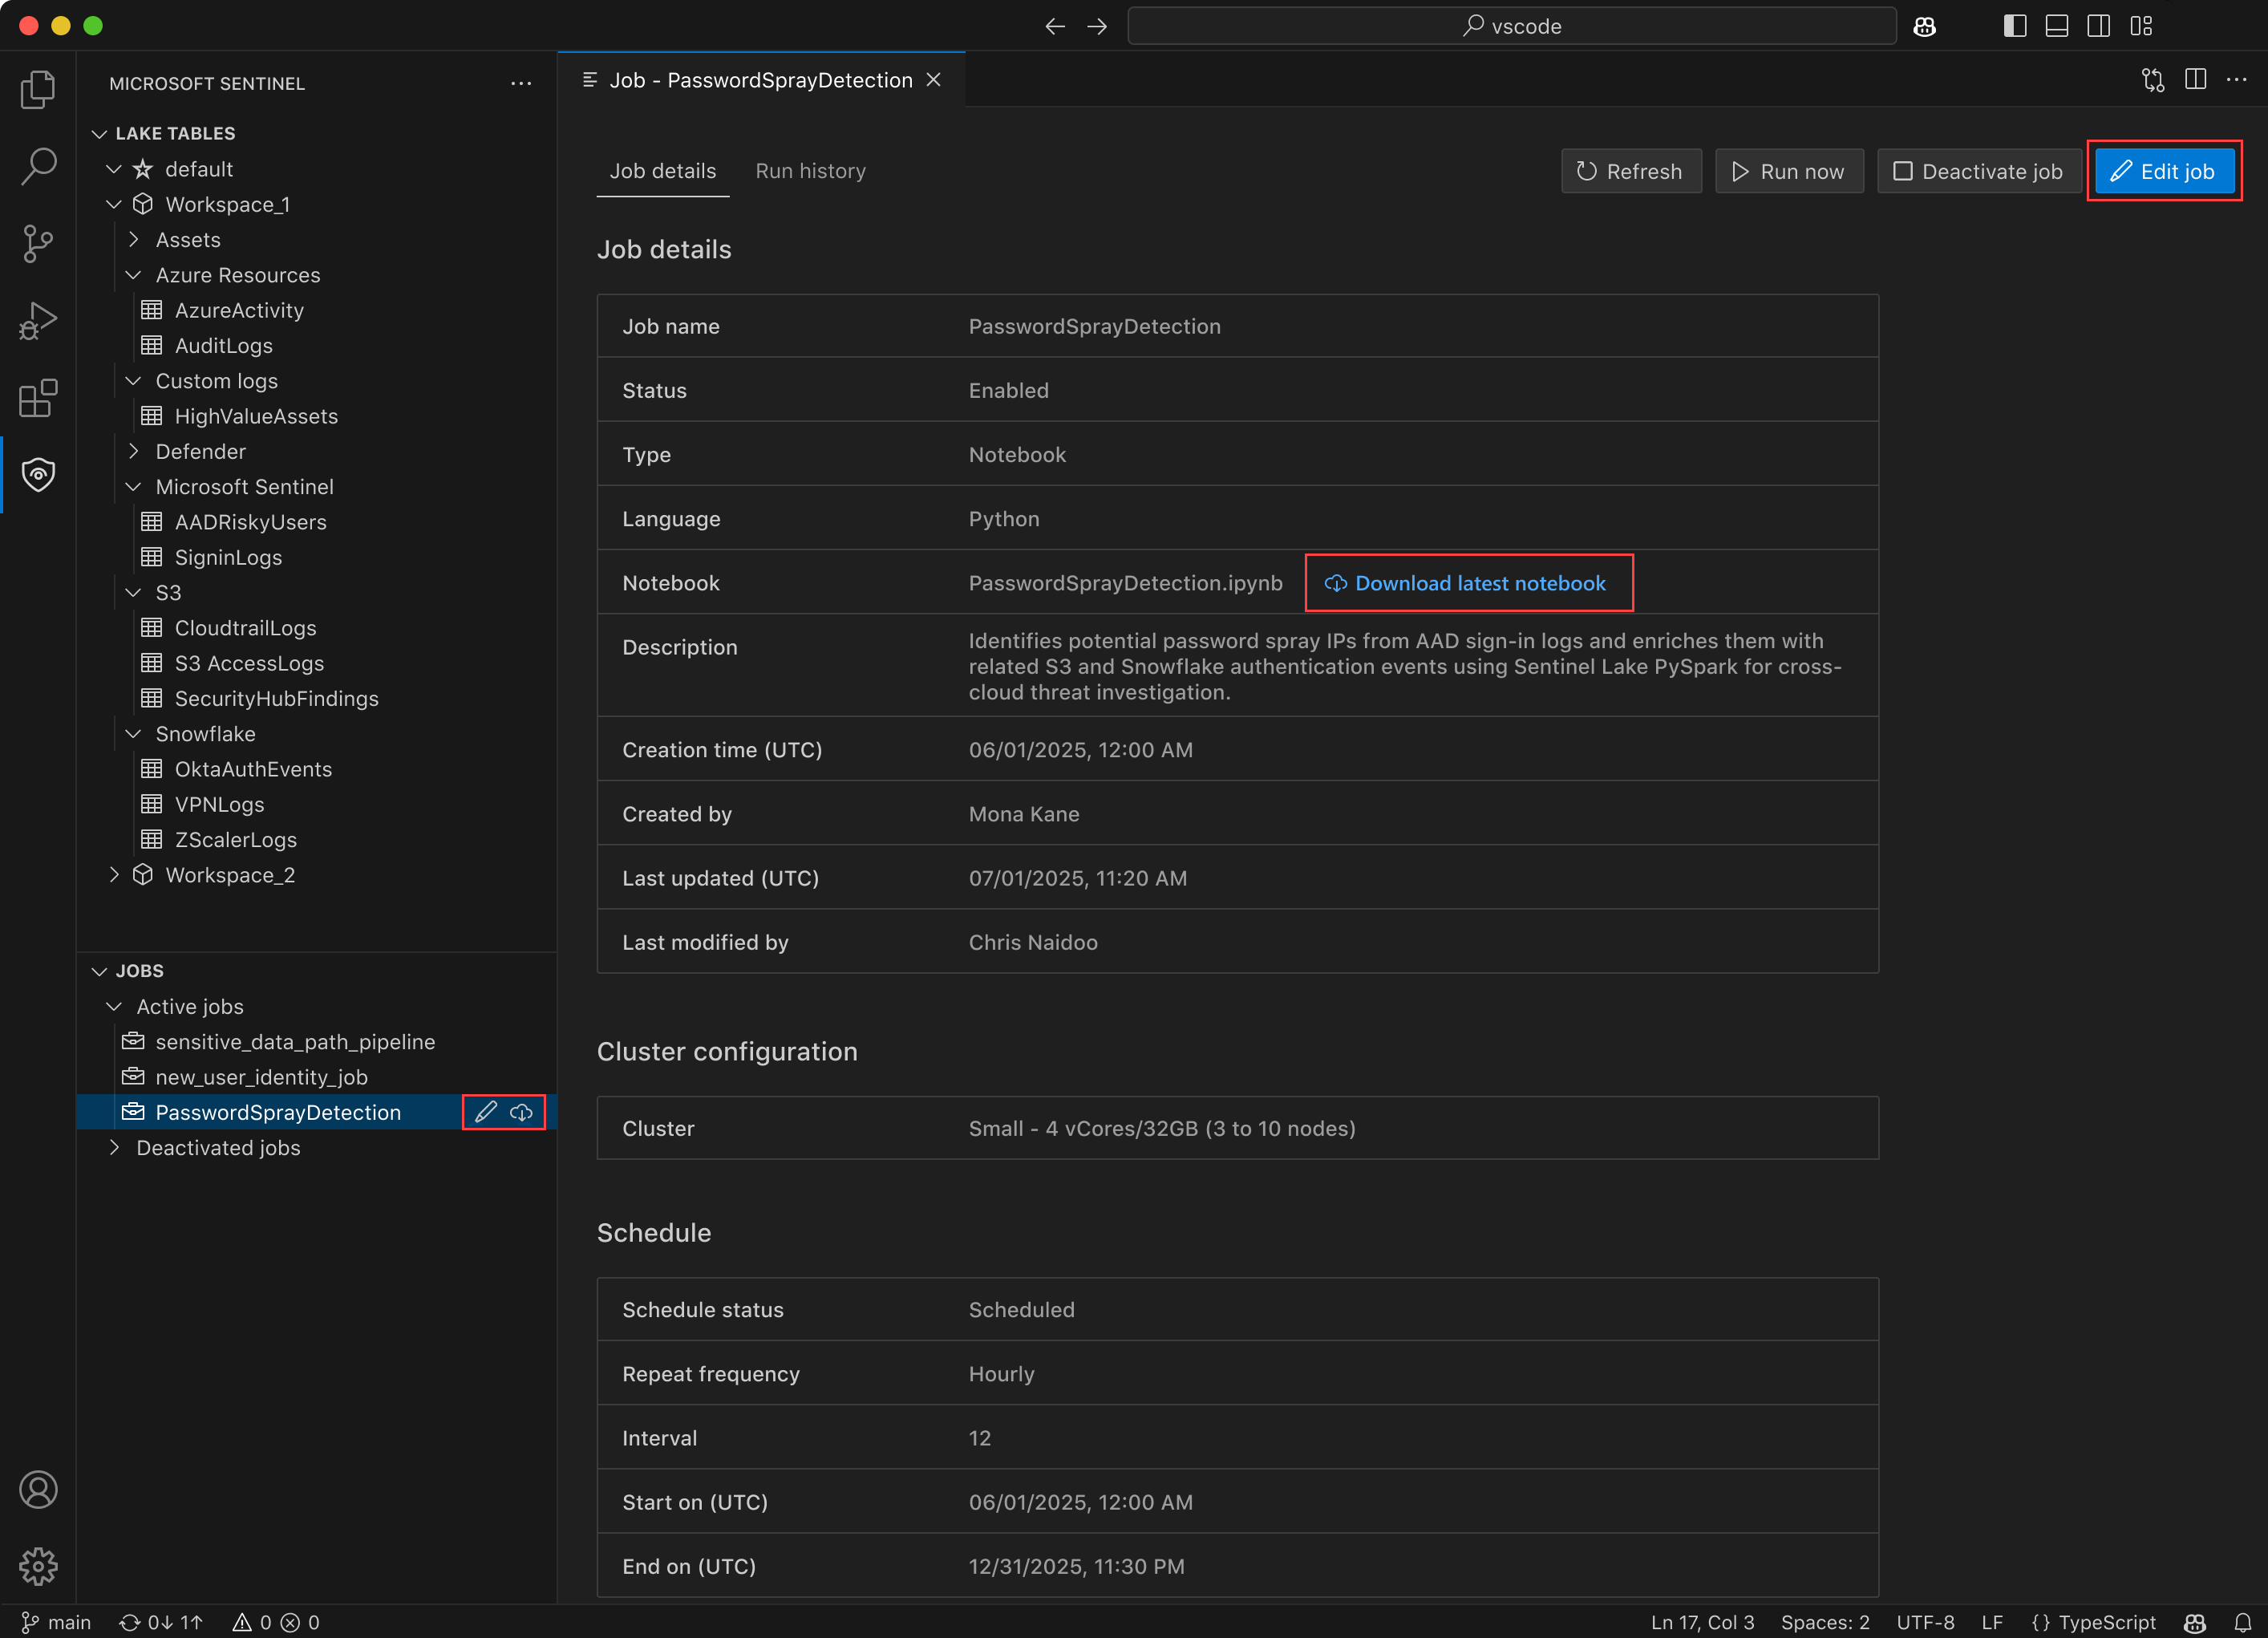 vscode
MICROSOFT SENTINEL
LAKE TABLES
default
Workspace_1
Assets
Azure Resources
AzureActivity
AuditLogs
Custom logs
HighValueAssets
Defender
Microsoft Sentinel
AADRiskyUsers
SigninLogs
S3
CloudtrailLogs
S3 AccessLogs
SecurityHubFindings
Snowflake
OktaAuthEvents
VPNLogs
ZScalerLogs
Workspace_2
JOBS
Active jobs
sensitive_data_path_pipeline
new_user_identity_job
PasswordSprayDetection
Deactivated jobs
Job - PasswordSprayDetection
Job details Run history Refresh Run now Deactivate job Edit job
Job details
Job name PasswordSprayDetection
Status Enabled
Type Notebook
Language Python
Notebook PasswordSprayDetection.ipynb Download latest notebook
Description Identifies potential password spray IPs from AAD sign-in logs and enriches them with
related S3 and Snowflake authentication events using Sentinel Lake PySpark for cross-
cloud threat investigation.
Creation time (UTC) 06/01/2025, 12:00 AM
Created by Mona Kane
Last updated (UTC) 07/01/2025, 11:20 AM
Last modified by Chris Naidoo
Cluster configuration
Cluster Small - 4 vCores/32GB (3 to 10 nodes)
Schedule
Schedule status Scheduled
Repeat frequency Hourly
Interval 12
Start on (UTC) 06/01/2025, 12:00 AM
End on (UTC) 12/31/2025, 11:30 PM
main 0↓ 1↑ 0 0 Ln 17, Col 3 Spaces: 2 UTF-8 LF {} TypeScript